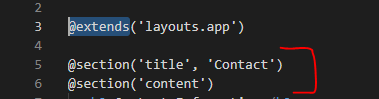 2
3 @extends('layouts.app')
4
5 @section('title', 'Contact')
6 @section('content')